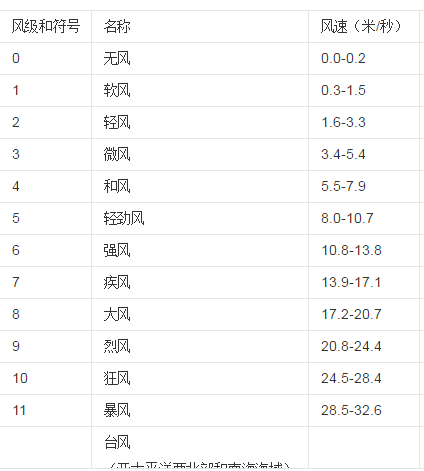 风级和符号 名称 风速（米/秒）
0 无风 0.0-0.2
1 软风 0.3-1.5
2 轻风 1.6-3.3
3 微风 3.4-5.4
4 和风 5.5-7.9
5 轻劲风 8.0-10.7
6 强风 10.8-13.8
7 疾风 13.9-17.1
8 大风 17.2-20.7
9 烈风 20.8-24.4
10 狂风 24.5-28.4
11 暴风 28.5-32.6
台风